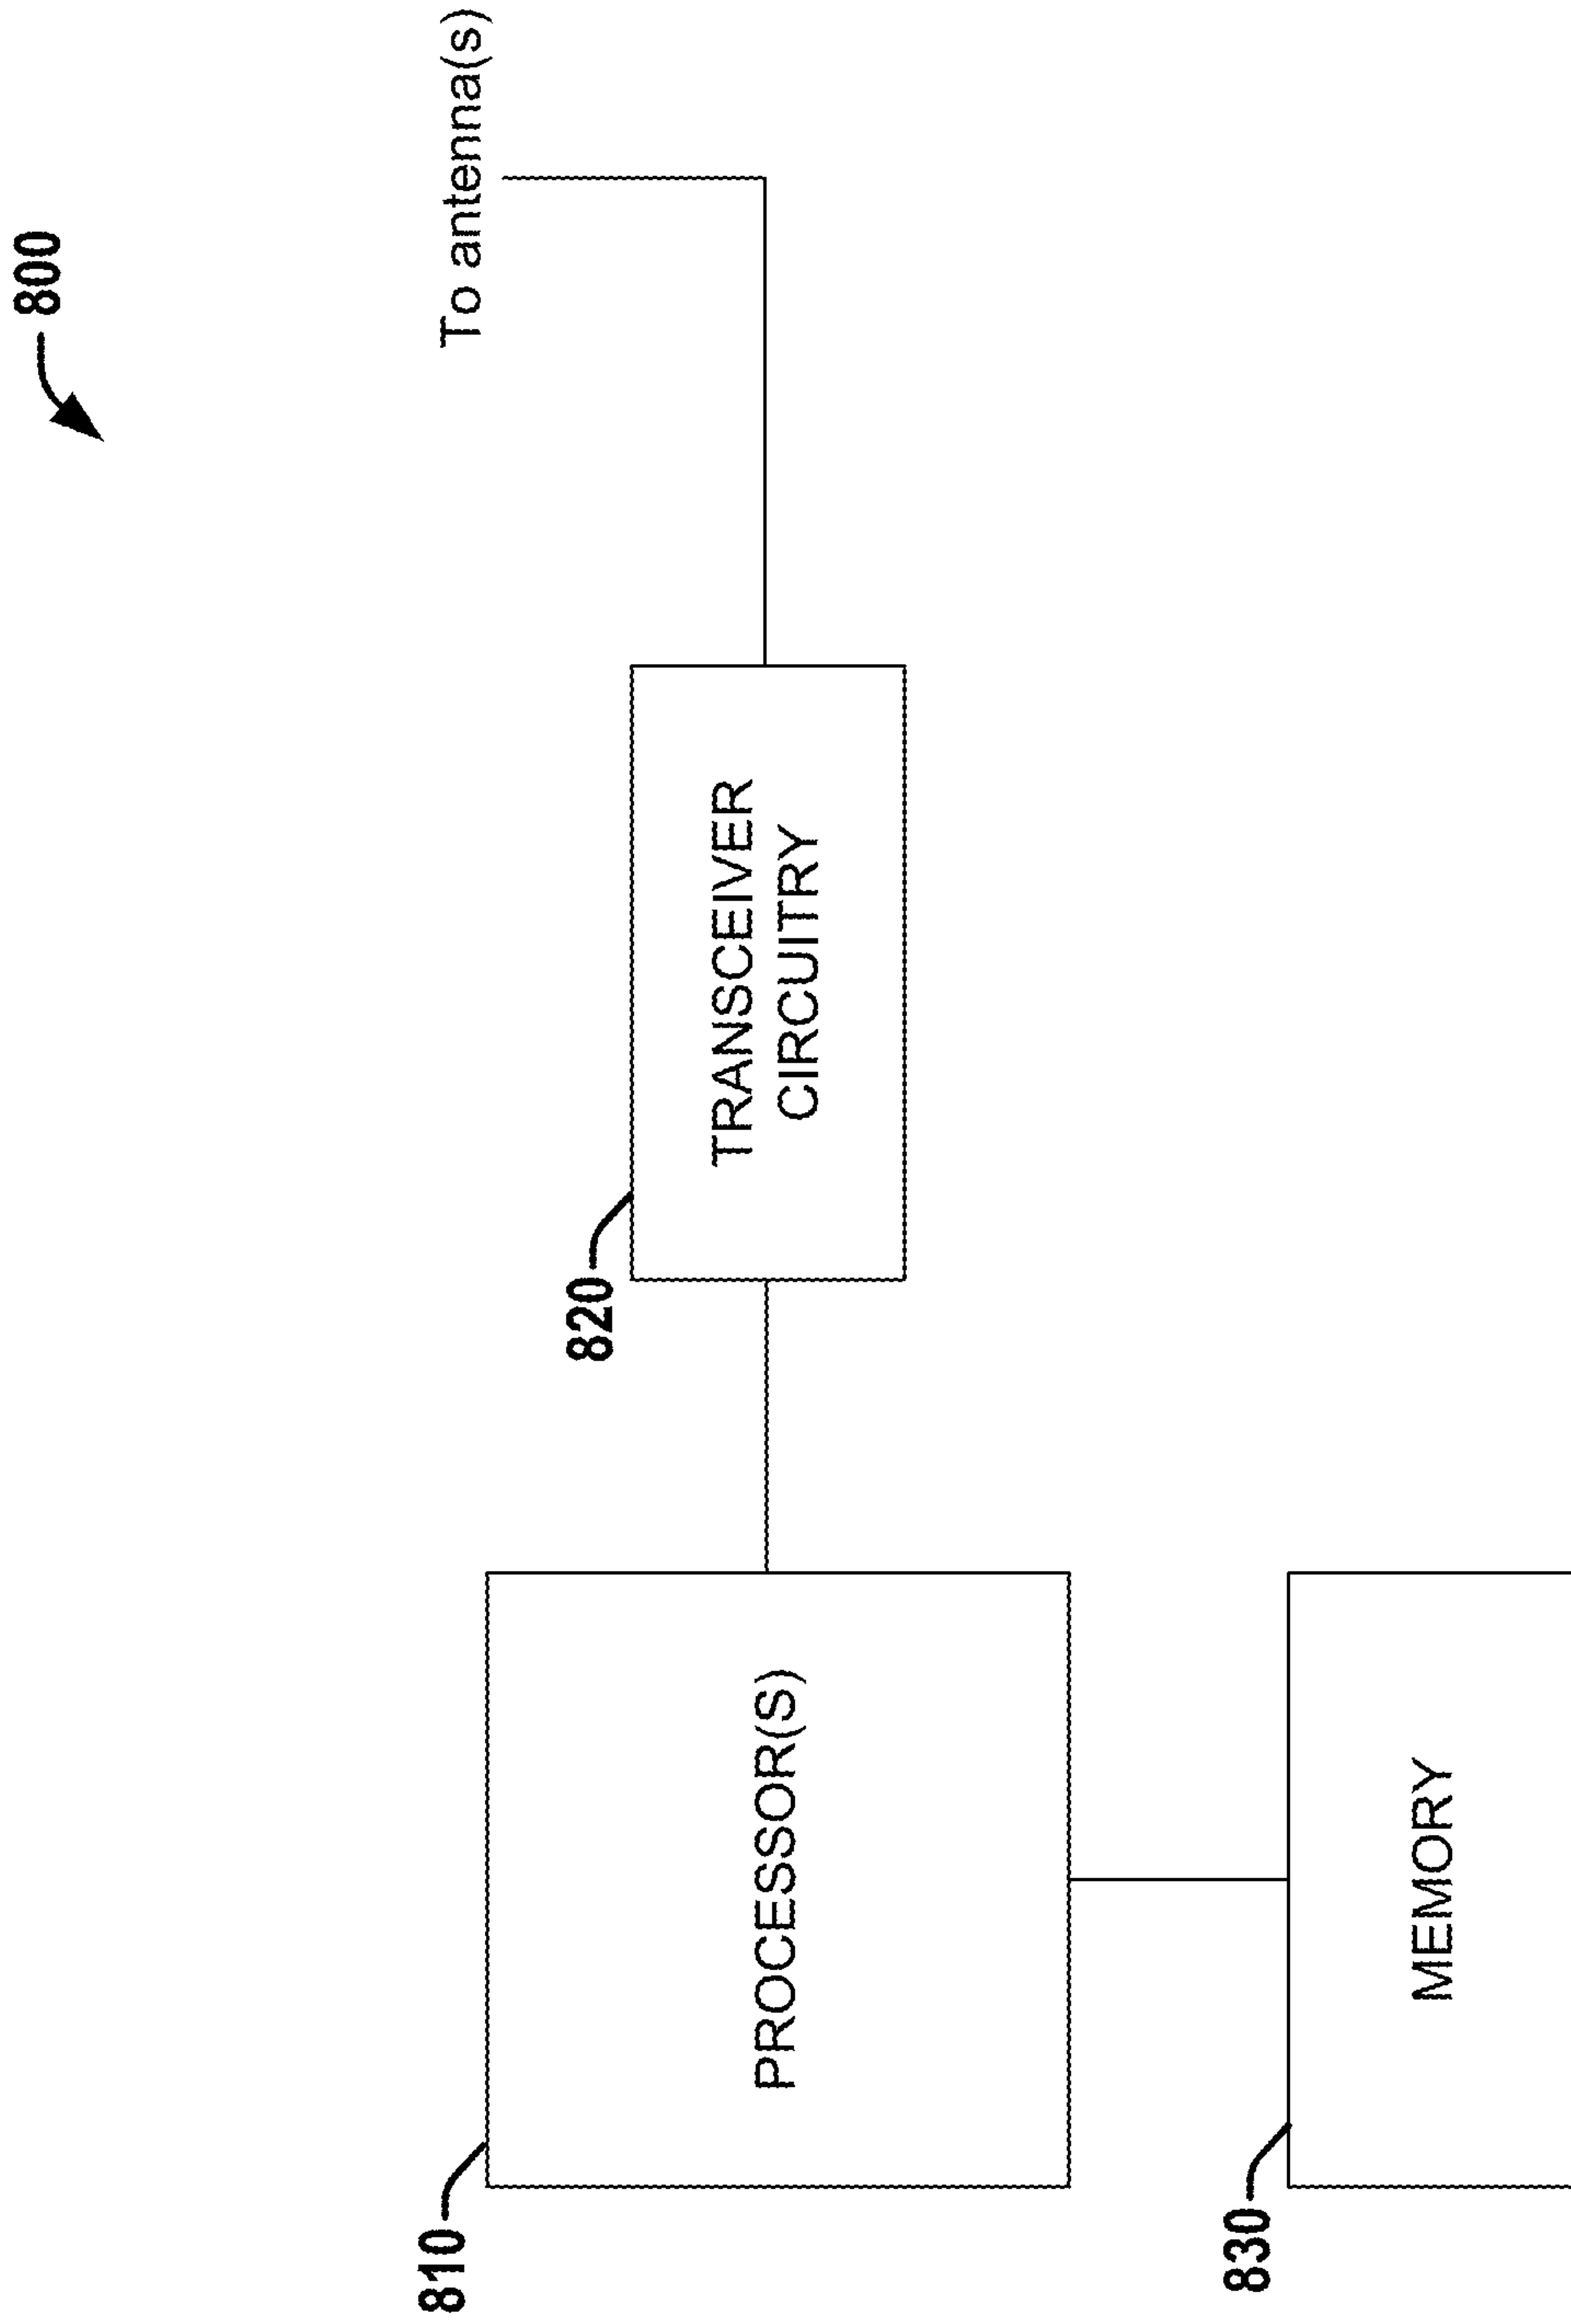 800
To antenna(s)
820
TRANSCEIVER
CIRCUITRY
810
PROCESSOR(S)
830
MEMORY